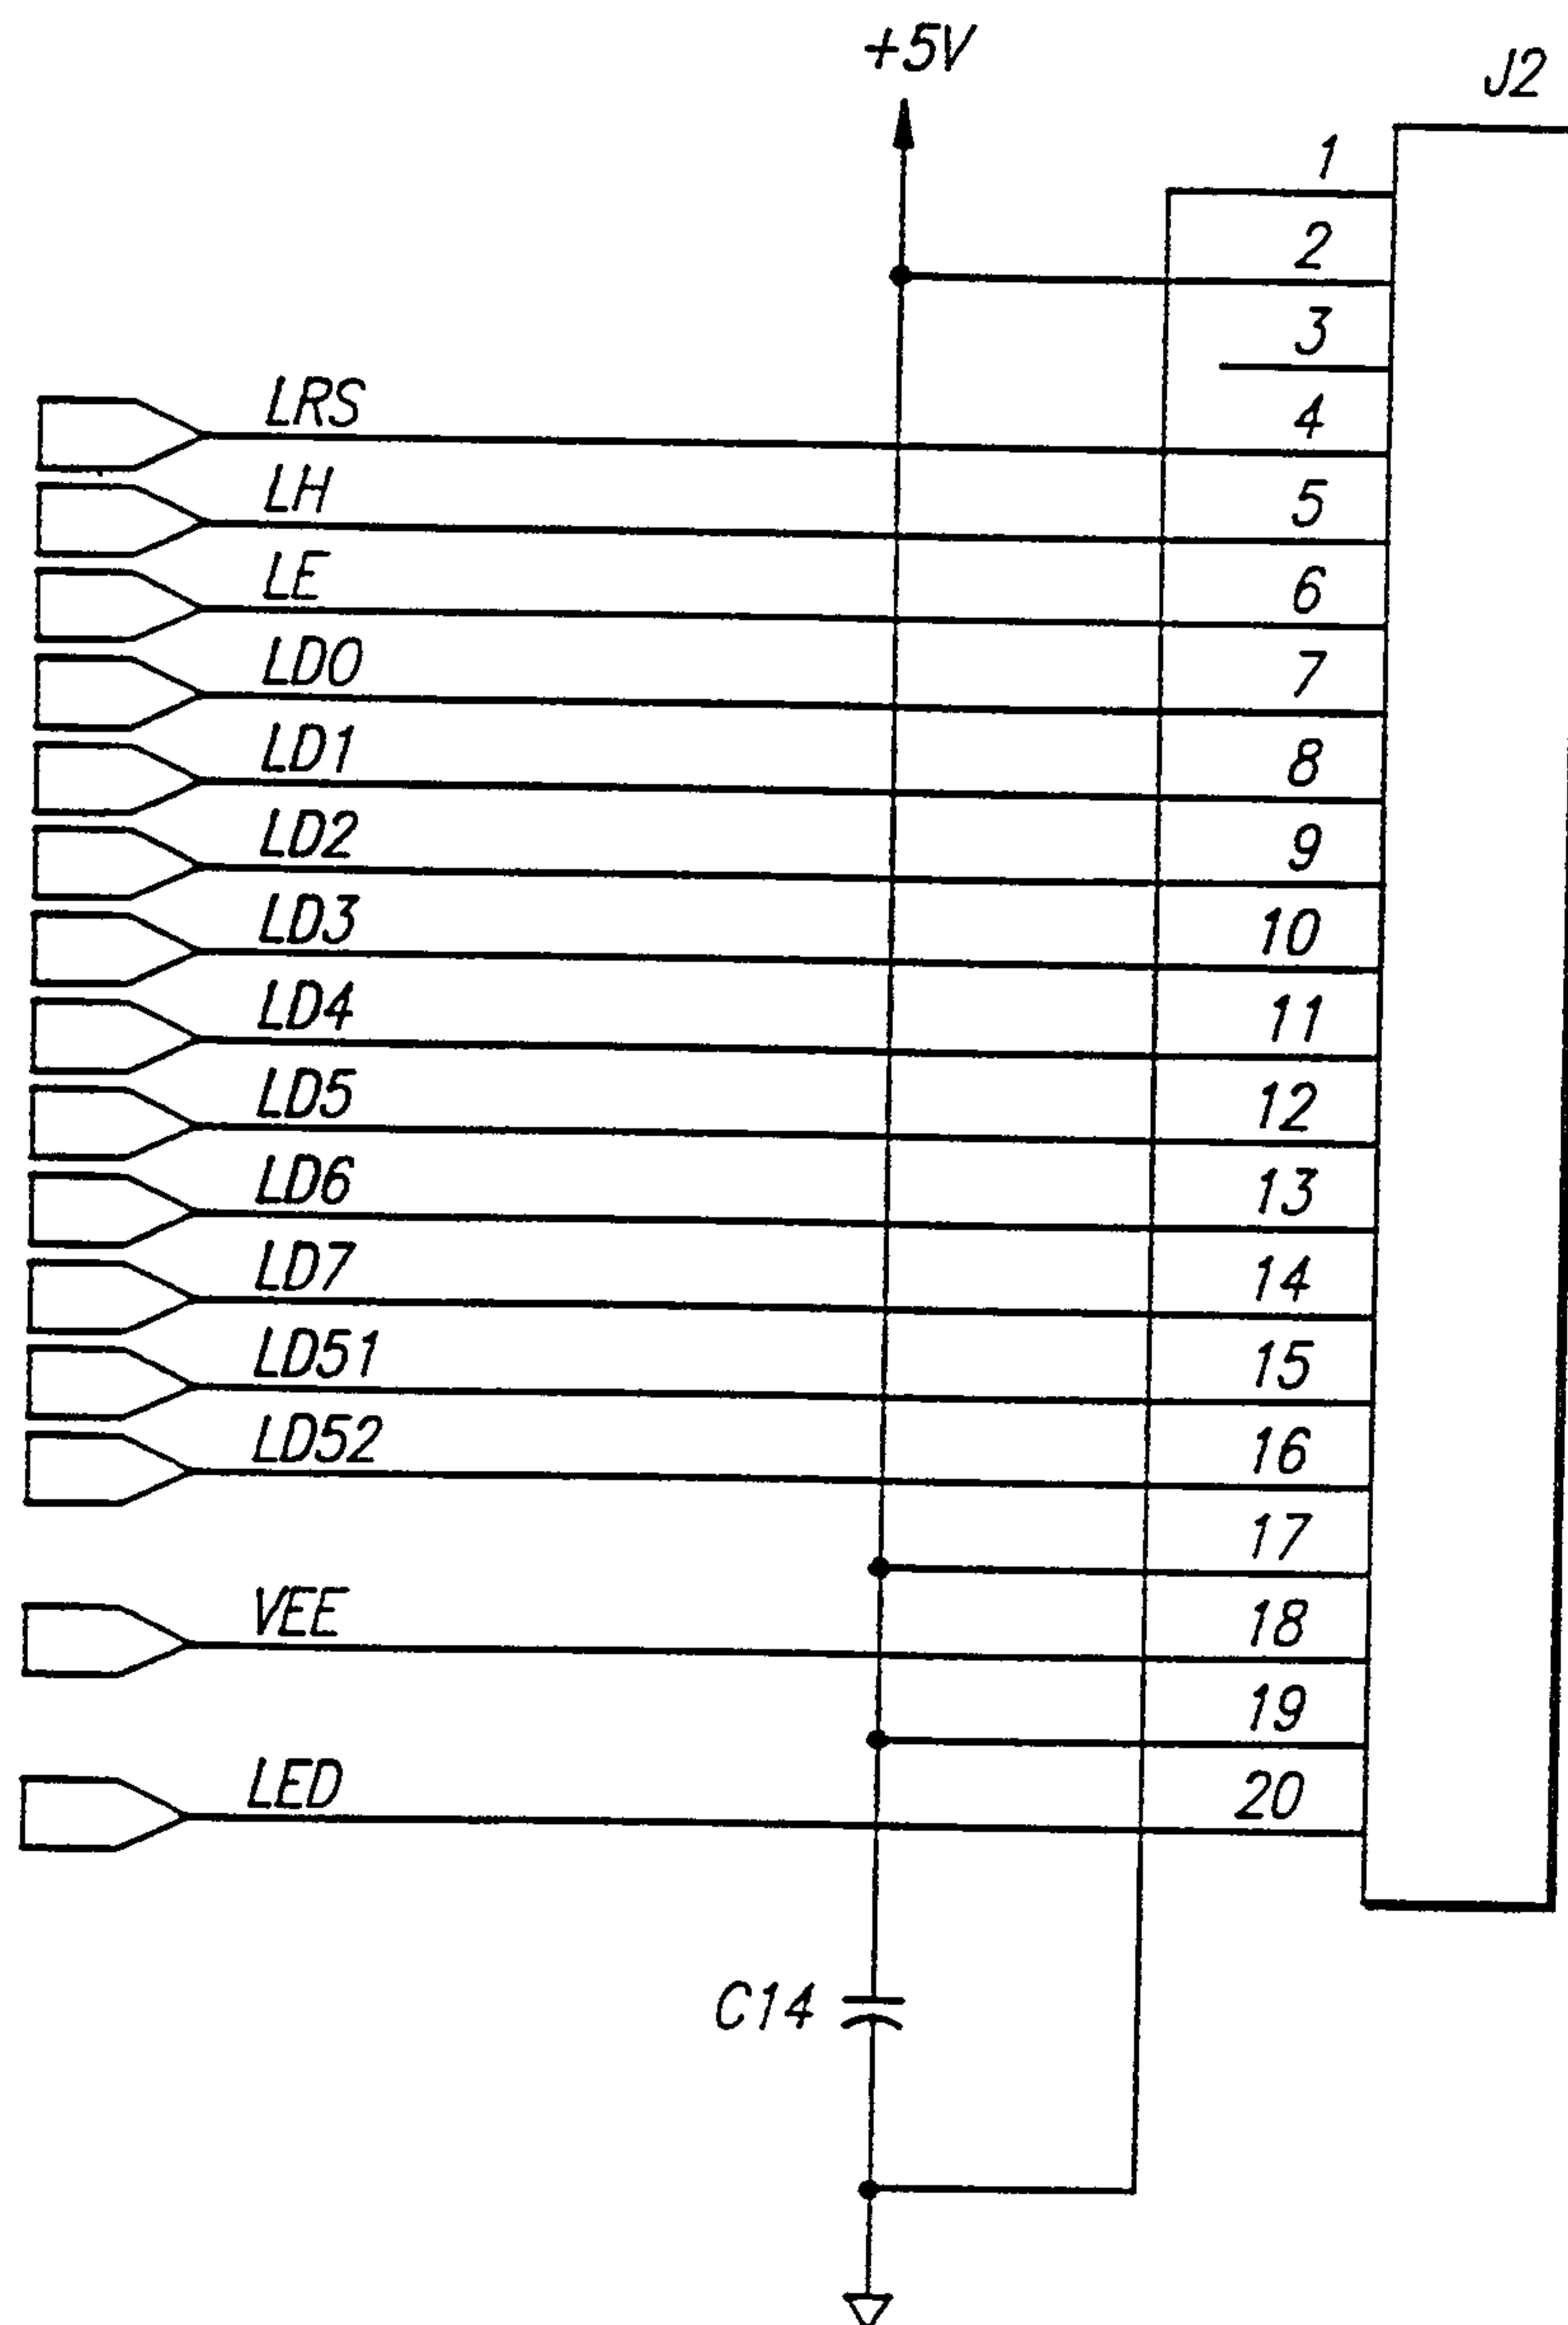 +5V
J2
1
2
3
LRS 4
LH 5
LE 6
LD0 7
LD1 8
LD2 9
LD3 10
LD4 11
LD5 12
LD6 13
LD7 14
LD51 15
LD52 16
17
VEE 18
19
LED 20
C14